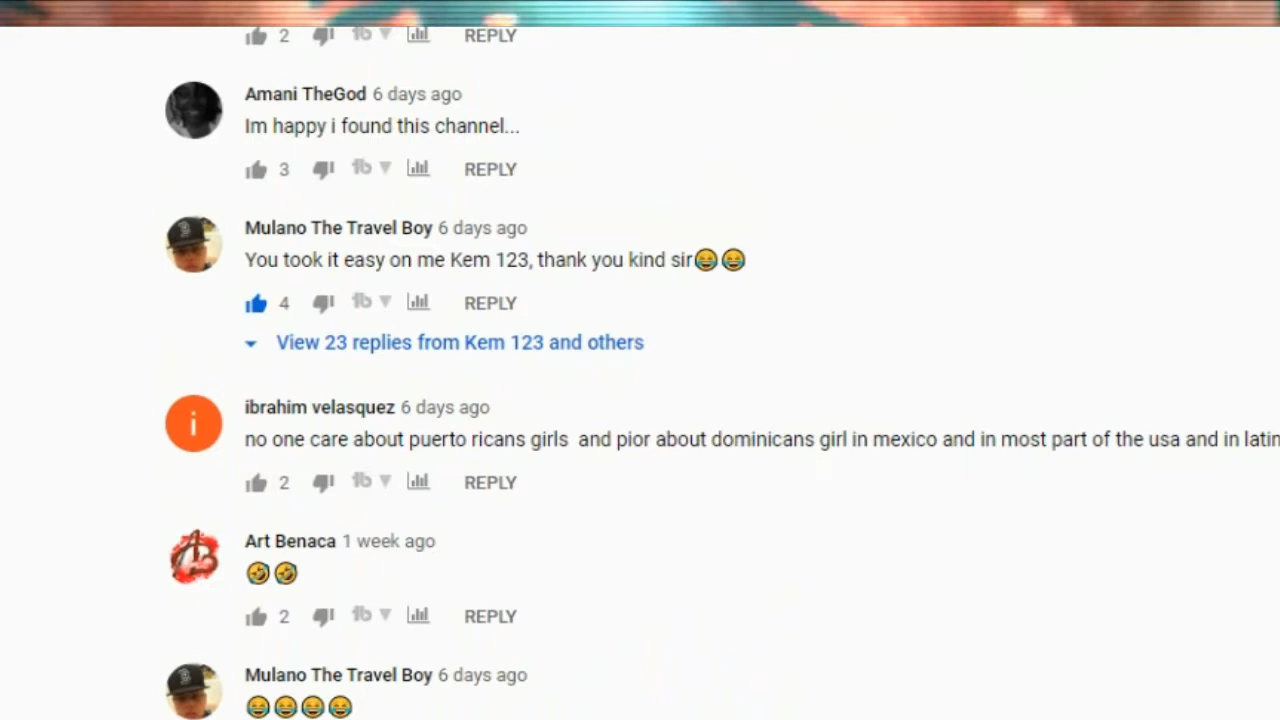 2 REPLY
Amani TheGod 6 days ago
Im happy i found this channel...
3 REPLY
Mulano The Travel Boy 6 days ago
You took it easy on me Kem 123, thank you kind sir😂😂
4 REPLY
View 23 replies from Kem 123 and others
i
ibrahim velasquez 6 days ago
no one care about puerto ricans girls and pior about dominicans girl in mexico and in most part of the usa and in latin
2 REPLY
Art Benaca 1 week ago
🤣🤣
2 REPLY
Mulano The Travel Boy 6 days ago
😂😂😂😂